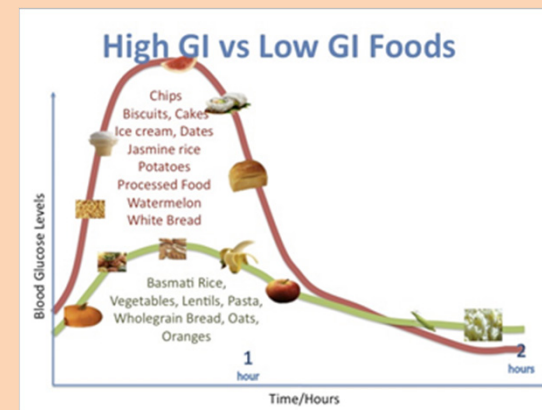 High GI vs Low GI Foods
Chips
Biscuits, Cakes
Ice cream, Dates
Jasmine rice
Potatoes
Processed Food
Watermelon
White Bread
Blood Glucose Levels
Basmati Rice,
Vegetables, Lentils, Pasta,
Wholegrain Bread, Oats,
Oranges
1
hour
2
hours
Time/Hours